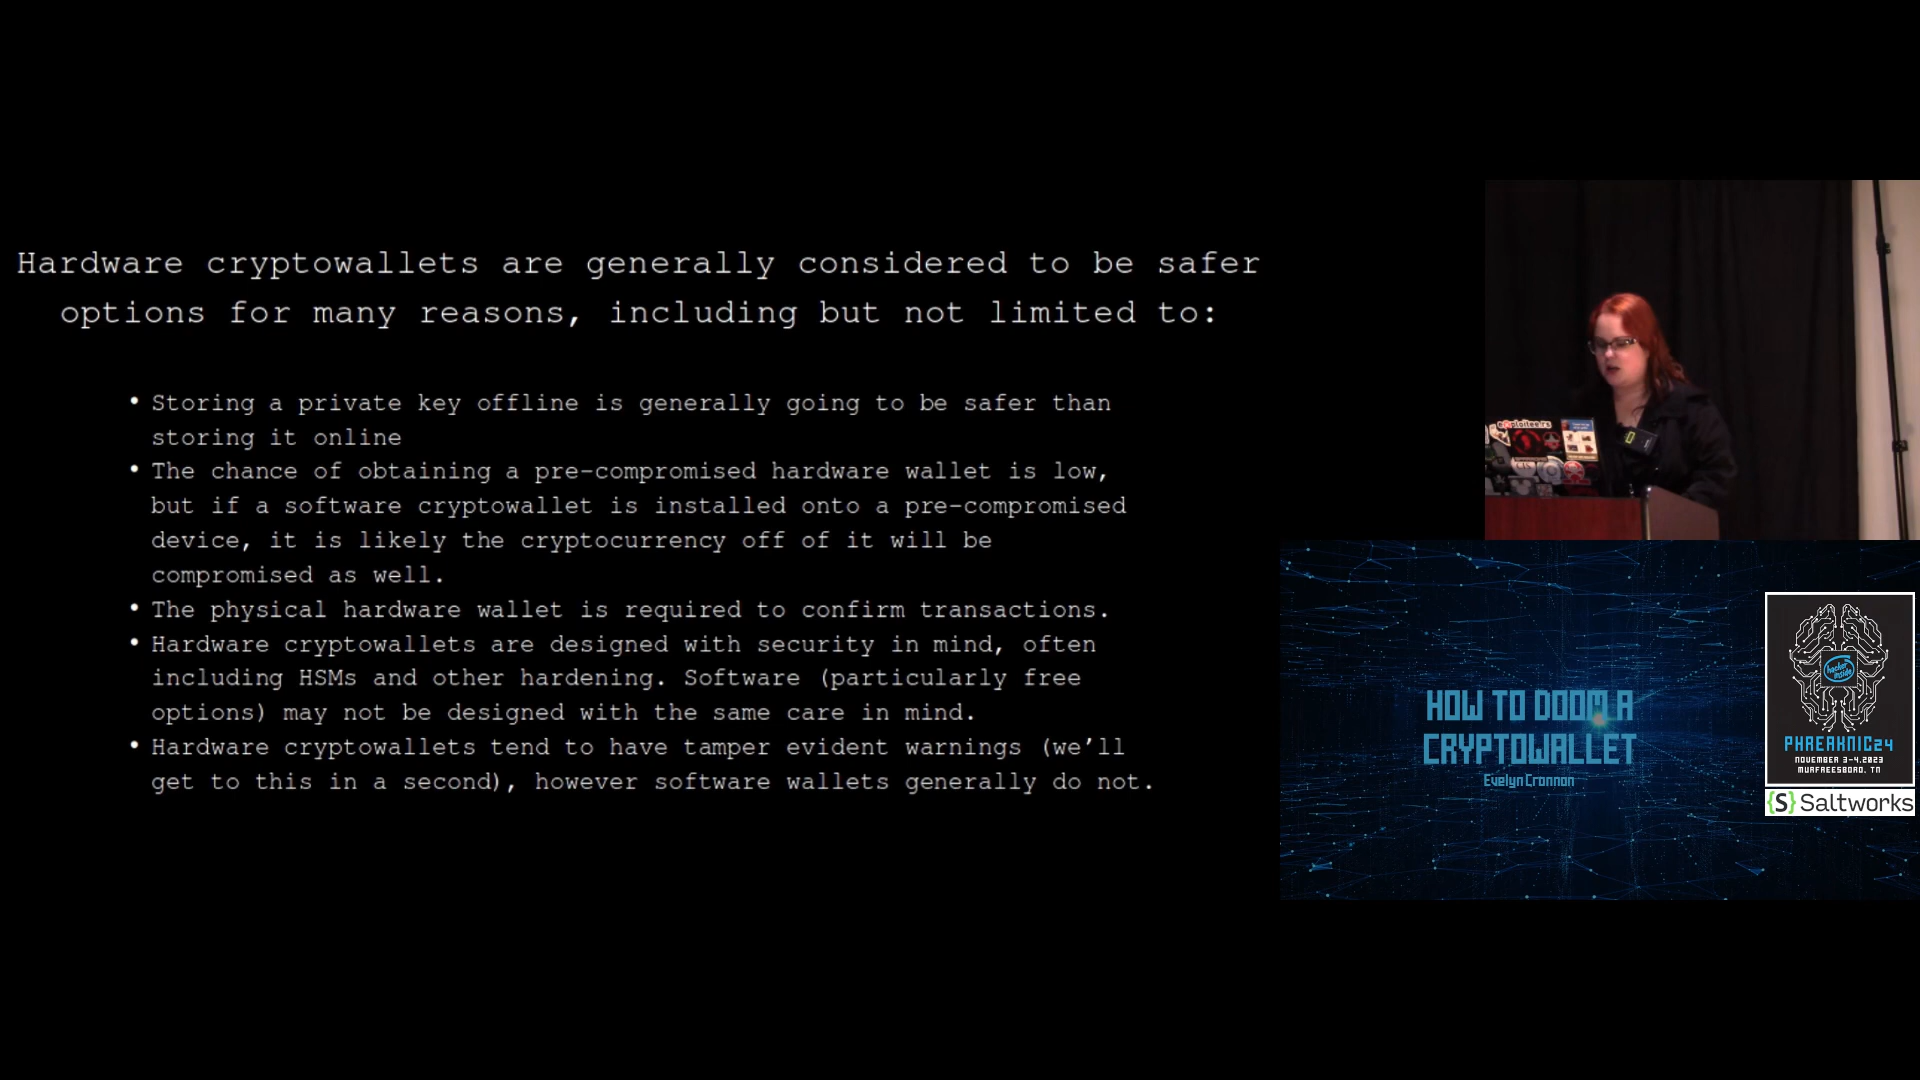 Hardware cryptowallets are generally considered to be safer
options for many reasons, including but not limited to:
• Storing a private key offline is generally going to be safer than
storing it online
• The chance of obtaining a pre-compromised hardware wallet is low,
but if a software cryptowallet is installed onto a pre-compromised
device, it is likely the cryptocurrency off of it will be
compromised as well.
• The physical hardware wallet is required to confirm transactions.
• Hardware cryptowallets are designed with security in mind, often
including HSMs and other hardening. Software (particularly free
options) may not be designed with the same care in mind.
• Hardware cryptowallets tend to have tamper evident warnings (we’ll
get to this in a second), however software wallets generally do not.
exploitee.rs
HOW TO DOOM A
CRYPTOWALLET
Evelyn Cronnon
hacker
inside
PHREAKNIC24
NOVEMBER 3-4.2023
MURFREESBORO, TN
{S} Saltworks